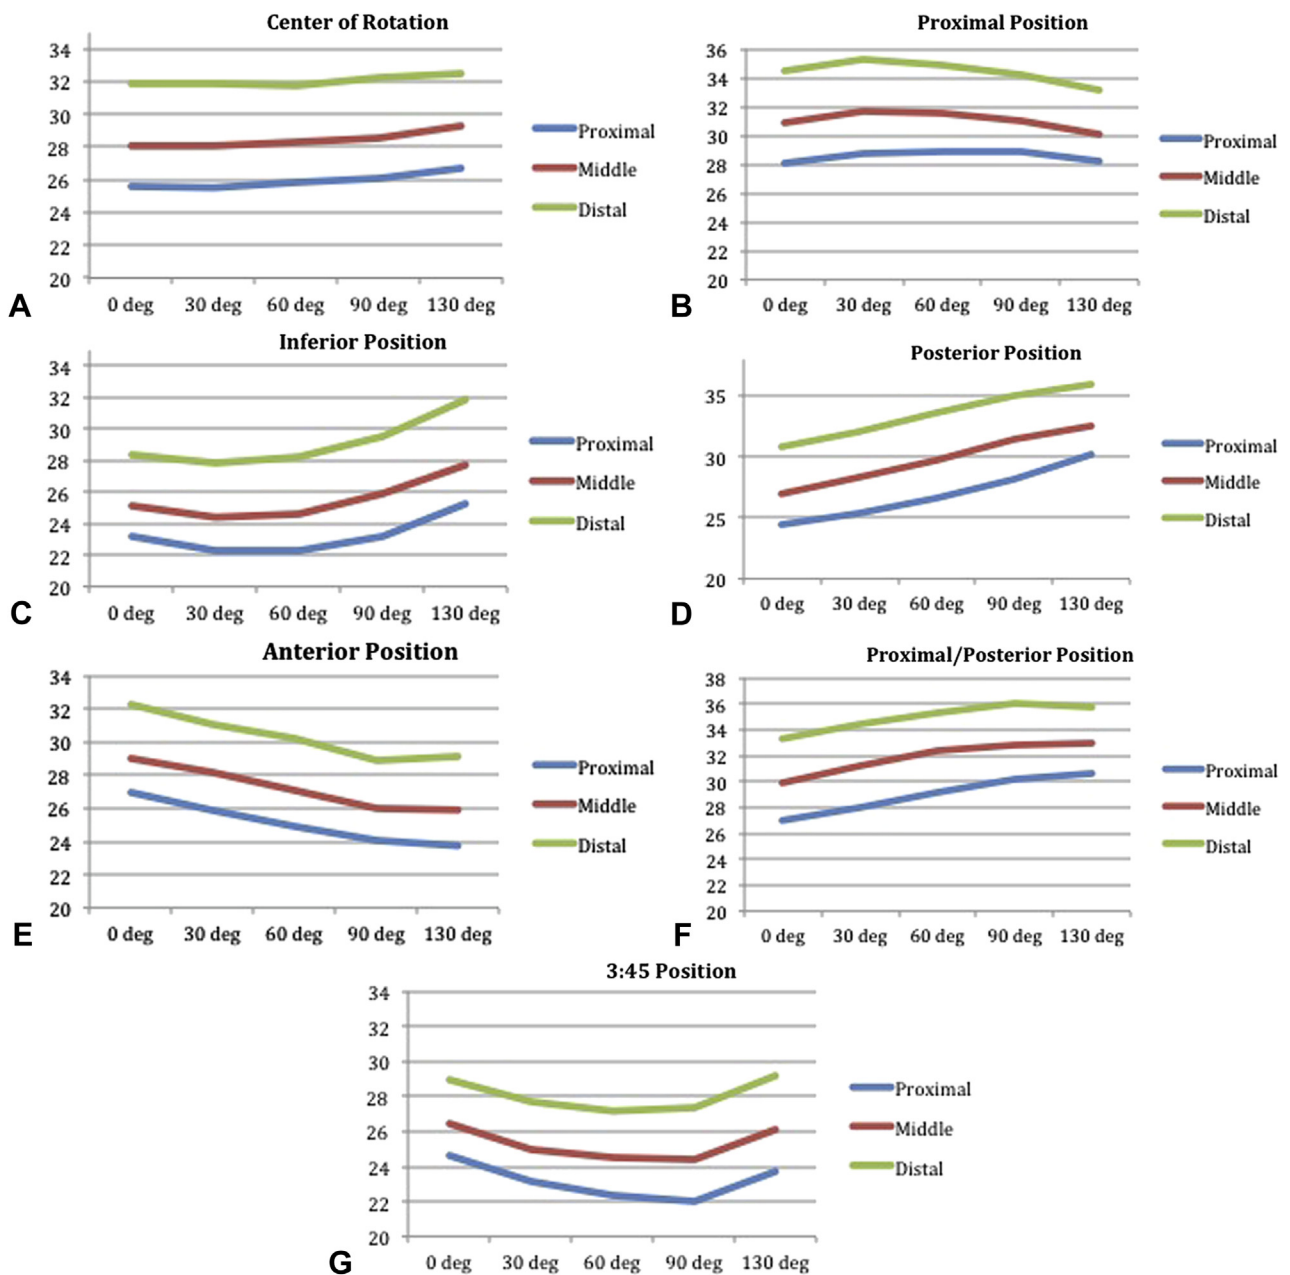 Center of Rotation
34
32
30
28
26
24
22
20
0 deg 30 deg 60 deg 90 deg 130 deg
Proximal
Middle
Distal
A
Proximal Position
36
34
32
30
28
26
24
22
20
0 deg 30 deg 60 deg 90 deg 130 deg
Proximal
Middle
Distal
B
Inferior Position
34
32
30
28
26
24
22
20
0 deg 30 deg 60 deg 90 deg 130 deg
Proximal
Middle
Distal
C
Posterior Position
35
30
25
20
0 deg 30 deg 60 deg 90 deg 130 deg
Proximal
Middle
Distal
D
Anterior Position
34
32
30
28
26
24
22
20
0 deg 30 deg 60 deg 90 deg 130 deg
Proximal
Middle
Distal
E
Proximal/Posterior Position
38
36
34
32
30
28
26
24
22
20
0 deg 30 deg 60 deg 90 deg 130 deg
Proximal
Middle
Distal
F
3:45 Position
34
32
30
28
26
24
22
20
0 deg 30 deg 60 deg 90 deg 130 deg
Proximal
Middle
Distal
G